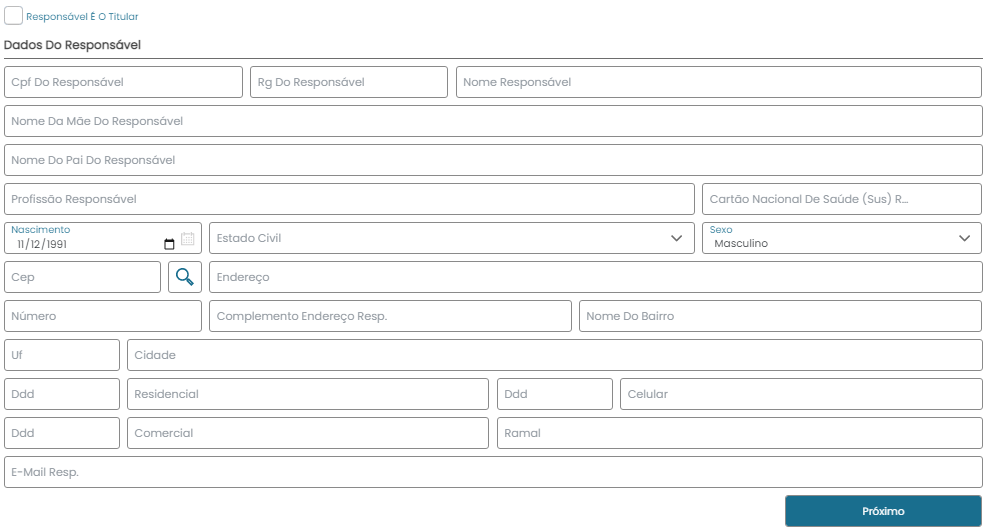 Responsável É O Titular
Dados Do Responsável
Cpf Do Responsável Rg Do Responsável Nome Responsável
Nome Da Mãe Do Responsável
Nome Do Pai Do Responsável
Profissão Responsável Cartão Nacional De Saúde (Sus) R...
Nascimento Sexo
11/12/1991 Estado Civil Masculino
Cep Endereço
Número Complemento Endereço Resp. Nome Do Bairro
Uf Cidade
Ddd Residencial Ddd Celular
Ddd Comercial Ramal
E-Mail Resp.
Próximo